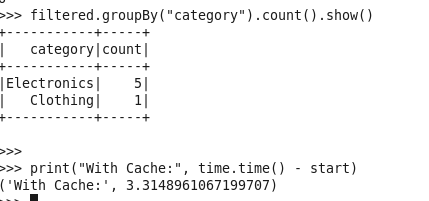 >>> filtered.groupBy("category").count().show()
+-----------+-----+
|   category|count|
+-----------+-----+
|Electronics|    5|
|   Clothing|    1|
+-----------+-----+
>>>
>>> print("With Cache:", time.time() - start)
('With Cache:', 3.3148961067199707)
>>>